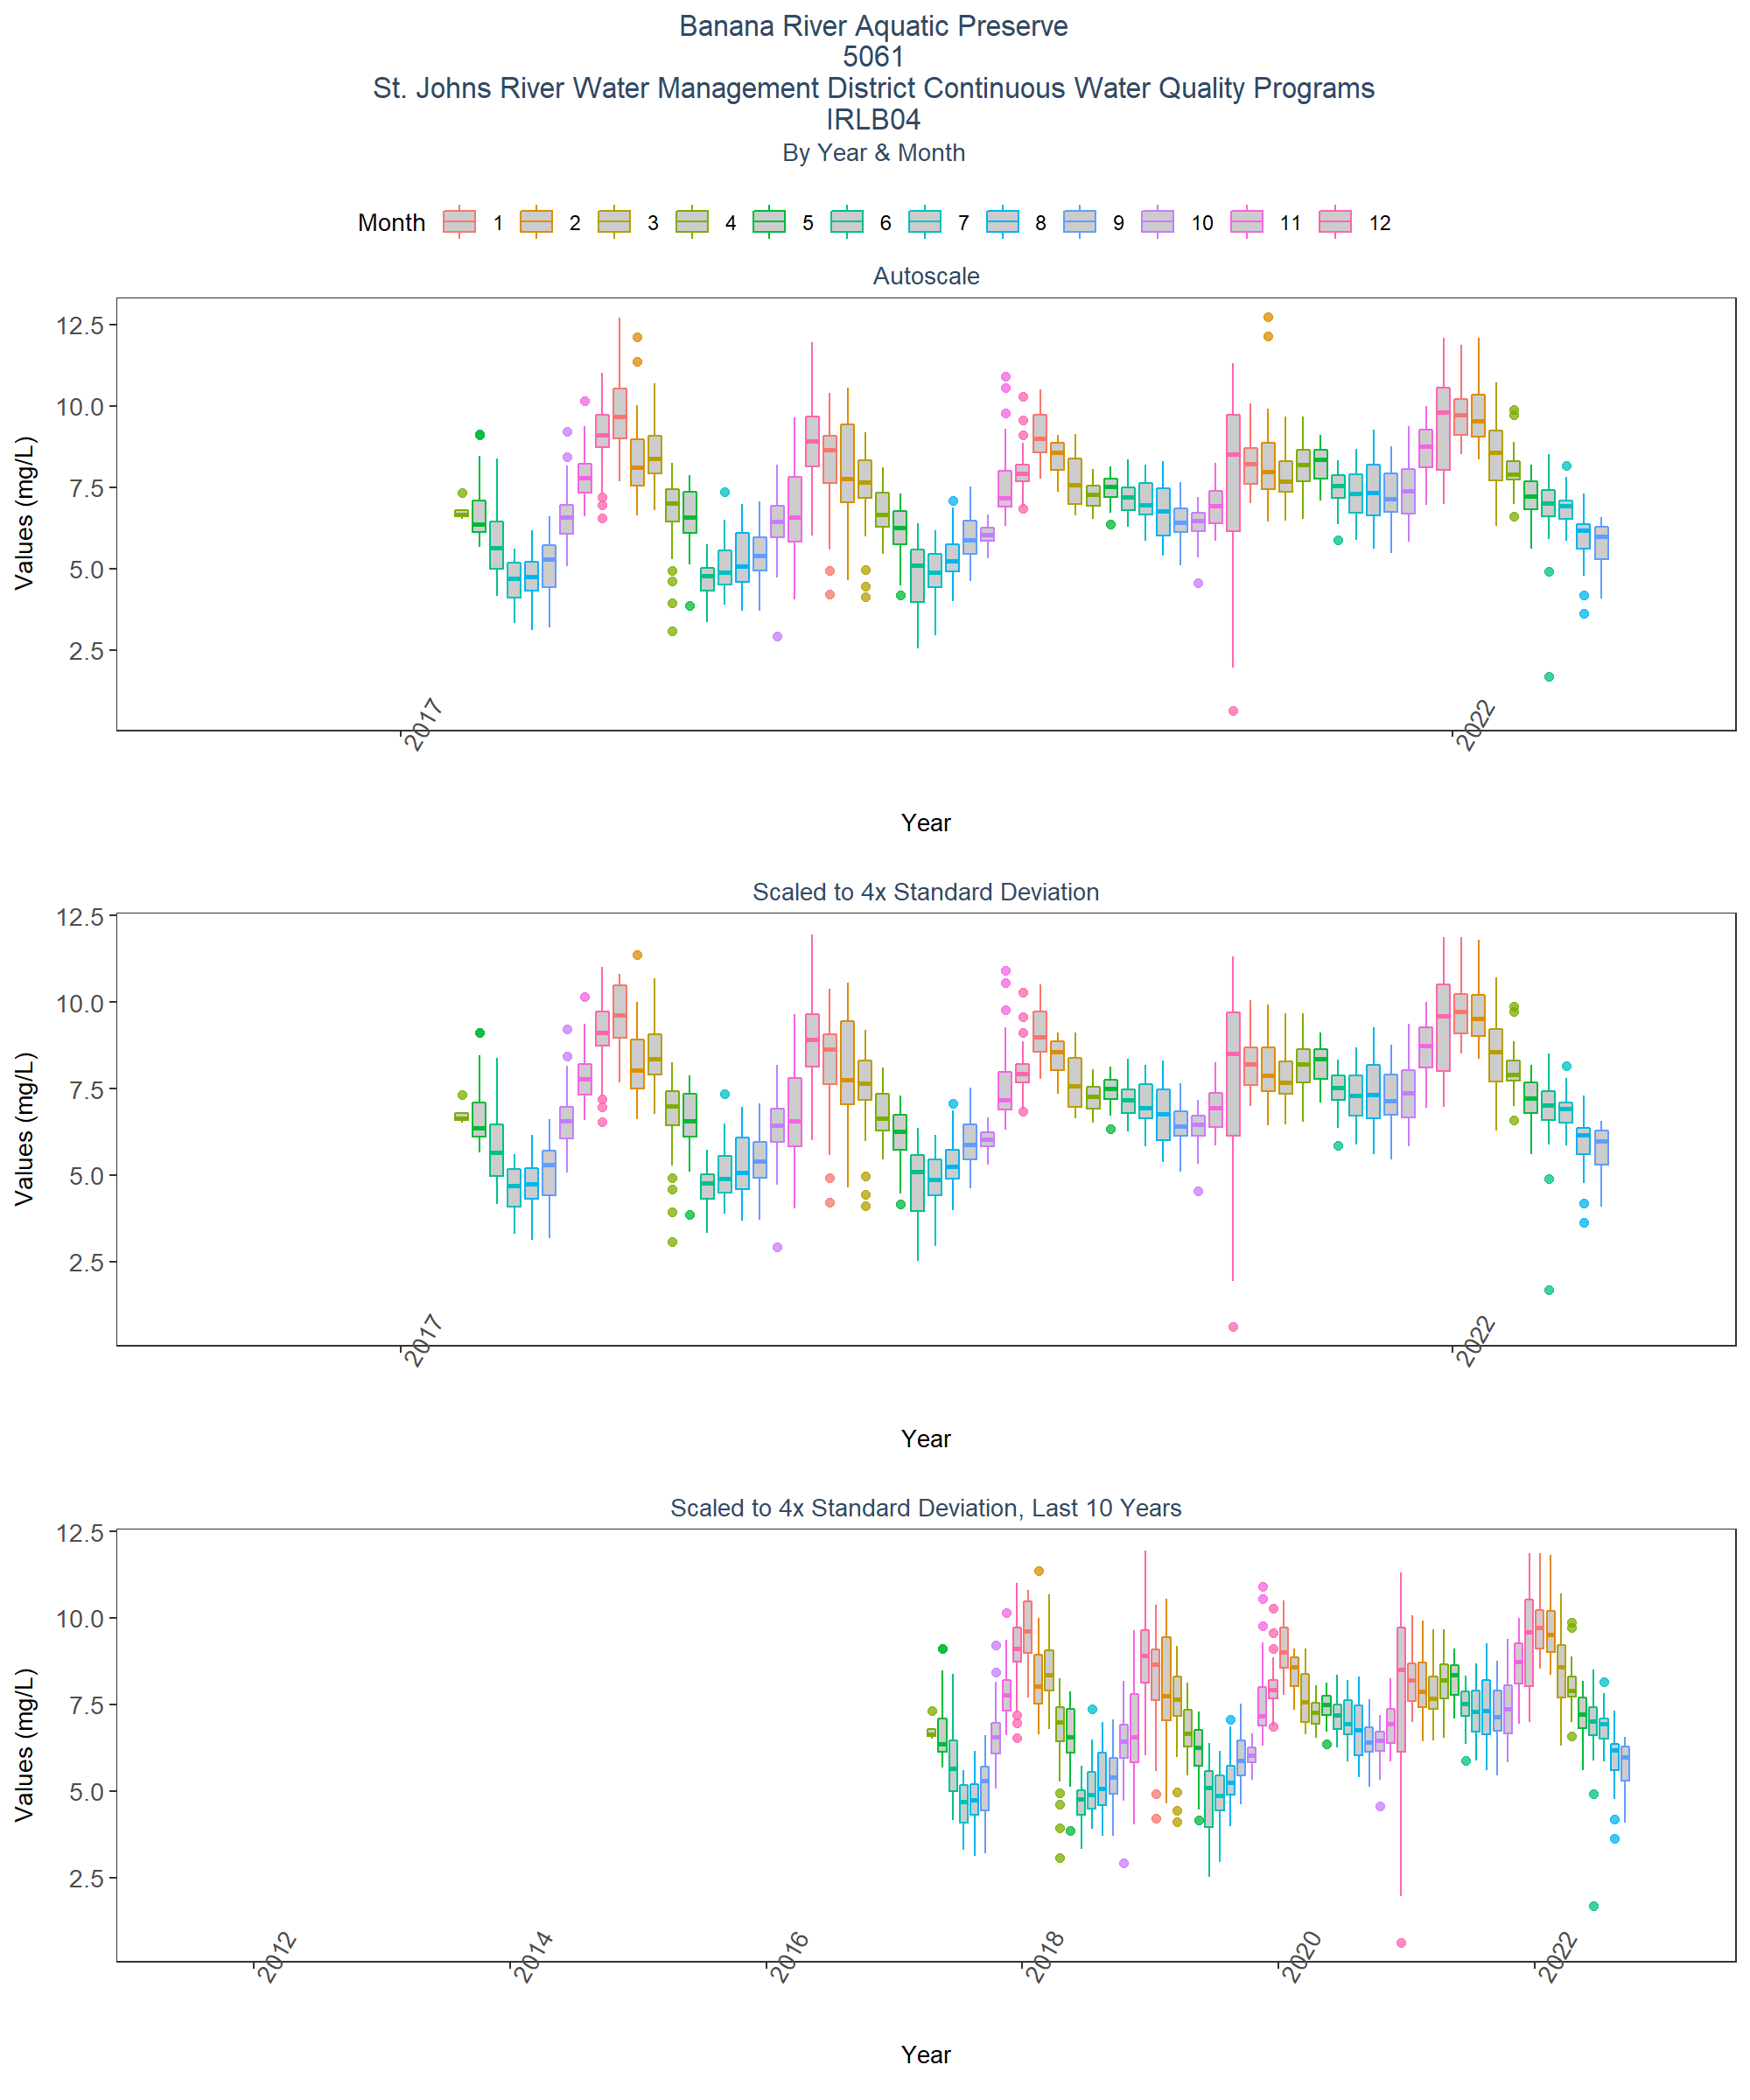 Banana River Aquatic Preserve
5061
St. Johns River Water Management District Continuous Water Quality Programs
IRLB04
By Year & Month
Month 1 2 3 4 5 6 7 8 9 10 11 12
Autoscale
Values (mg/L)
12.5
10.0
7.5
5.0
2.5
2017 2022
Year
Scaled to 4x Standard Deviation
Values (mg/L)
12.5
10.0
7.5
5.0
2.5
2017 2022
Year
Scaled to 4x Standard Deviation, Last 10 Years
Values (mg/L)
12.5
10.0
7.5
5.0
2.5
2012 2014 2016 2018 2020 2022
Year